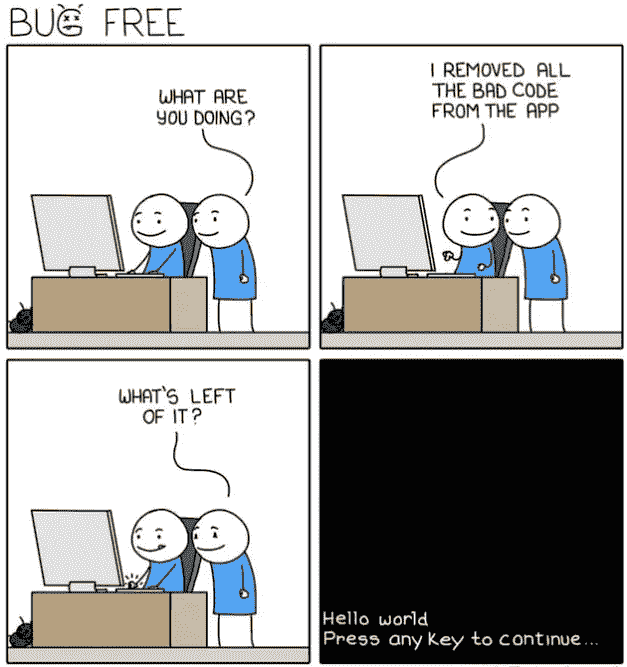 BUG FREE
WHAT ARE
YOU DOING?
I REMOVED ALL
THE BAD CODE
FROM THE APP
WHAT'S LEFT
OF IT?
Hello world
Press any key to continue...